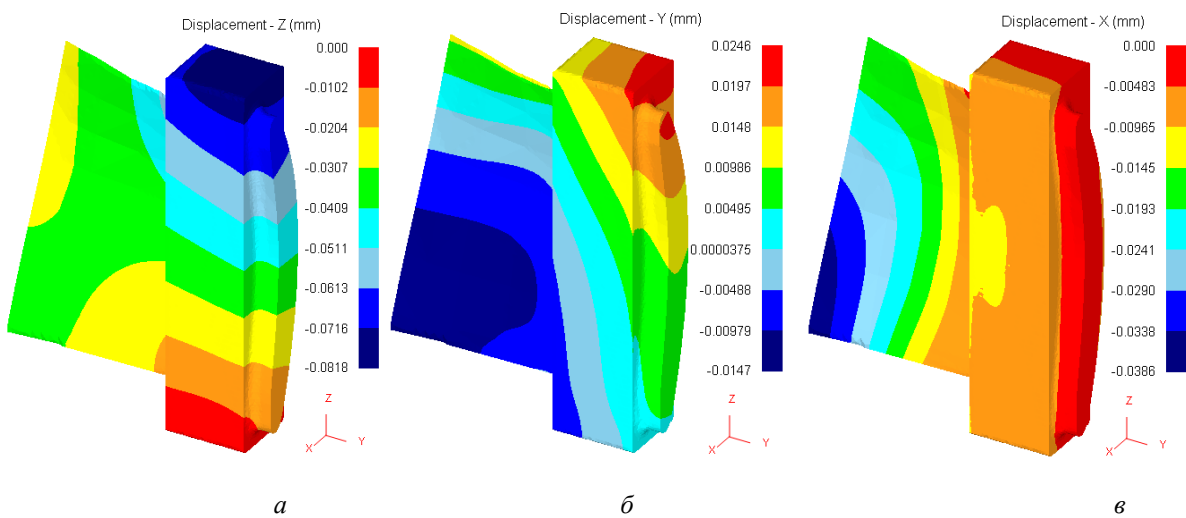 Displacement - Z (mm)
0.000
-0.0102
-0.0204
-0.0307
-0.0409
-0.0511
-0.0613
-0.0716
-0.0818
Z
X
Y
а
Displacement - Y (mm)
0.0246
0.0197
0.0148
0.00986
0.00495
0.0000375
-0.00488
-0.00979
-0.0147
Z
X
Y
б
Displacement - X (mm)
0.000
-0.00483
-0.00965
-0.0145
-0.0193
-0.0241
-0.0290
-0.0338
-0.0386
Z
X
Y
в